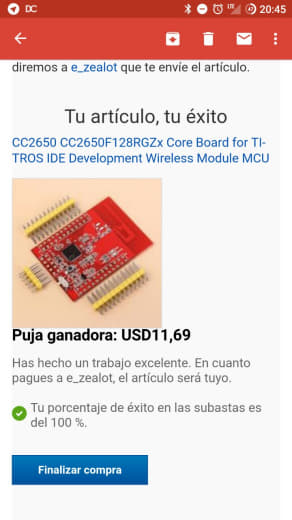 DC
LTE
20:45
diremos a e_zealot que te envíe el artículo.
Tu artículo, tu éxito
CC2650 CC2650F128RGZx Core Board for TI-
TROS IDE Development Wireless Module MCU
Puja ganadora: USD11,69
Has hecho un trabajo excelente. En cuanto
pagues a e_zealot, el artículo será tuyo.
Tu porcentaje de éxito en las subastas es
del 100 %.
Finalizar compra